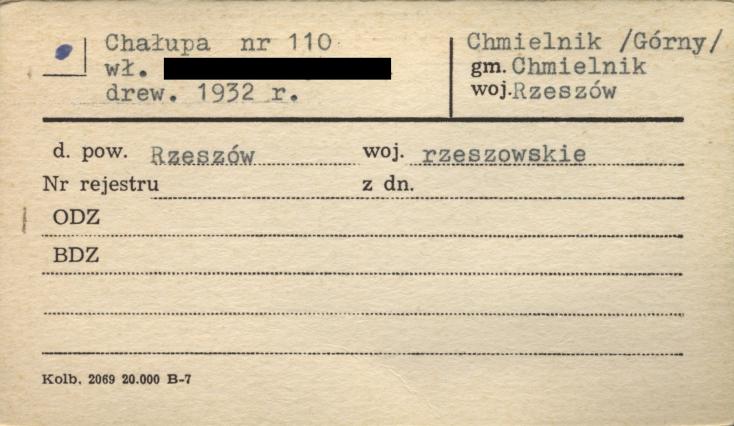 Chałupa nr 110
wł.
drew. 1932 r.
Chmielnik /Górny/
gm. Chmielnik
woj. Rzeszów
d. pow. Rzeszów woj. rzeszowskie
Nr rejestru z dn.
ODZ
BDZ
Kolb. 2069 20.000 B-7